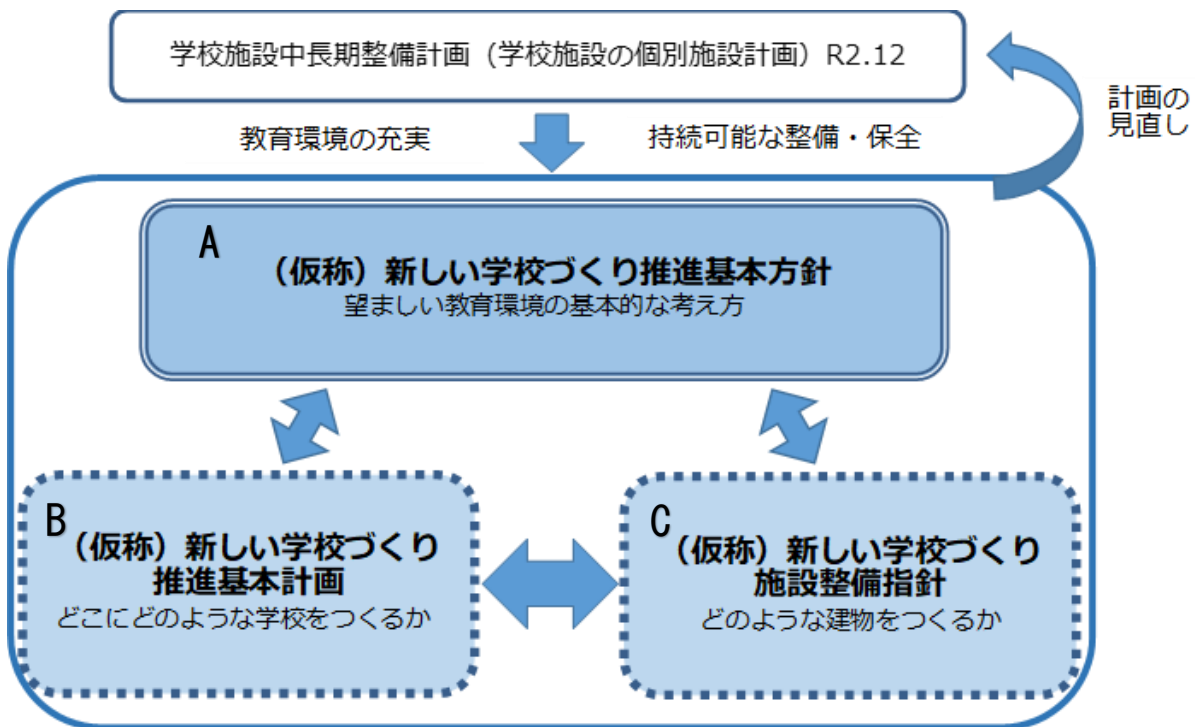 学校施設中長期整備計画（学校施設の個別施設計画）R2.12
計画の
見直し
教育環境の充実
持続可能な整備・保全
A
（仮称）新しい学校づくり推進基本方針
望ましい教育環境の基本的な考え方
B
（仮称）新しい学校づくり
推進基本計画
どこにどのような学校をつくるか
C
（仮称）新しい学校づくり
施設整備指針
どのような建物をつくるか